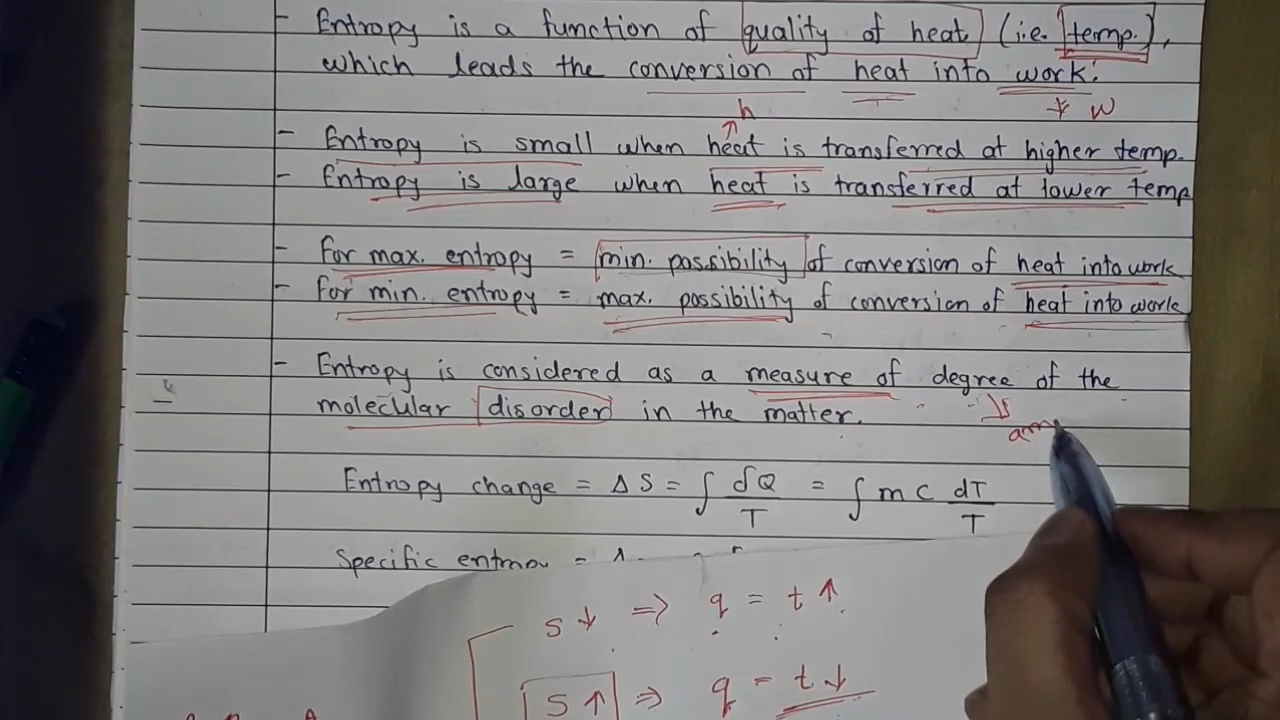 - Entropy is a function of quality of heat (i.e. temp.),
which leads the conversion of heat into work.
h
↓ W
- Entropy is small when heat is transferred at higher temp.
- Entropy is large when heat is transferred at lower temp
- For max. entropy = min. possibility of conversion of heat into work
- For min. entropy = max. possibility of conversion of heat into work
- Entropy is considered as a measure of degree of the
molecular disorder in the matter.
Entropy change = ΔS = ∫ δQ/T = ∫ m c dT/T
Specific entropy =
S ↓ ⇒ q = t ↑
S ↑ ⇒ q = t ↓